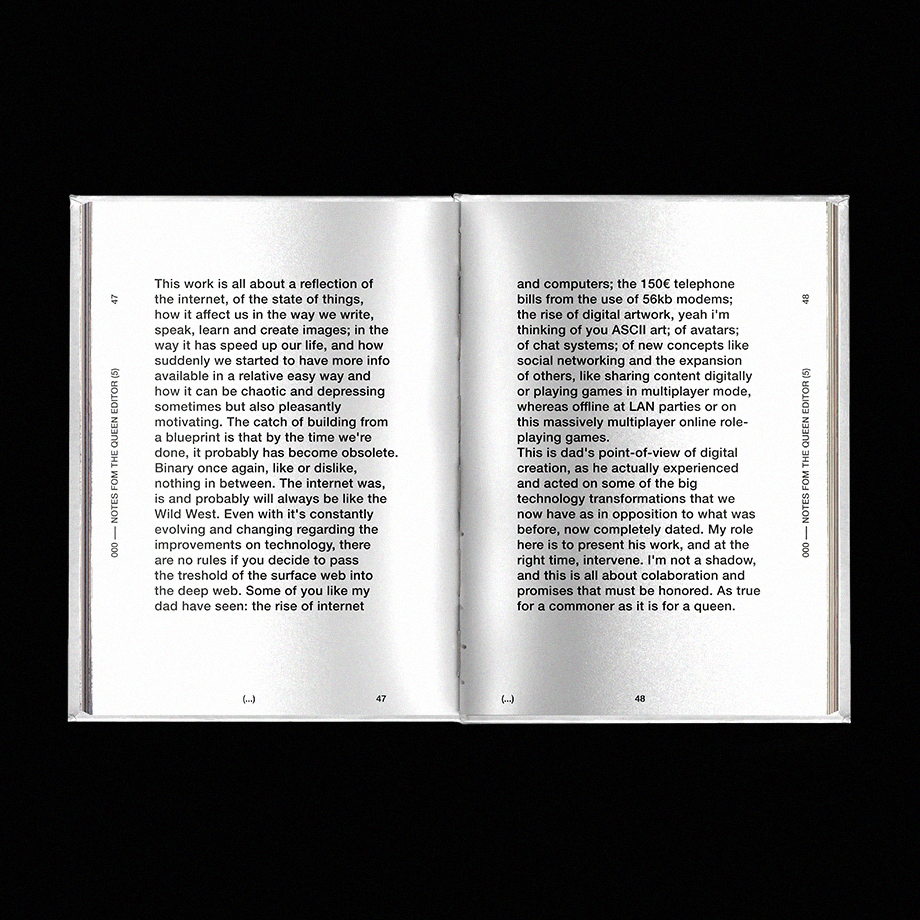 47
000 — NOTES FOM THE QUEEN EDITOR (5)
This work is all about a reflection of
the internet, of the state of things,
how it affect us in the way we write,
speak, learn and create images; in the
way it has speed up our life, and how
suddenly we started to have more info
available in a relative easy way and
how it can be chaotic and depressing
sometimes but also pleasantly
motivating. The catch of building from
a blueprint is that by the time we're
done, it probably has become obsolete.
Binary once again, like or dislike,
nothing in between. The internet was,
is and probably will always be like the
Wild West. Even with it's constantly
evolving and changing regarding the
improvements on technology, there
are no rules if you decide to pass
the treshold of the surface web into
the deep web. Some of you like my
dad have seen: the rise of internet
(...)
47
and computers; the 150€ telephone
bills from the use of 56kb modems;
the rise of digital artwork, yeah i'm
thinking of you ASCII art; of avatars;
of chat systems; of new concepts like
social networking and the expansion
of others, like sharing content digitally
or playing games in multiplayer mode,
whereas offline at LAN parties or on
this massively multiplayer online role-
playing games.
This is dad's point-of-view of digital
creation, as he actually experienced
and acted on some of the big
technology transformations that we
now have as in opposition to what was
before, now completely dated. My role
here is to present his work, and at the
right time, intervene. I'm not a shadow,
and this is all about colaboration and
promises that must be honored. As true
for a commoner as it is for a queen.
48
000 — NOTES FOM THE QUEEN EDITOR (5)
(...)
48